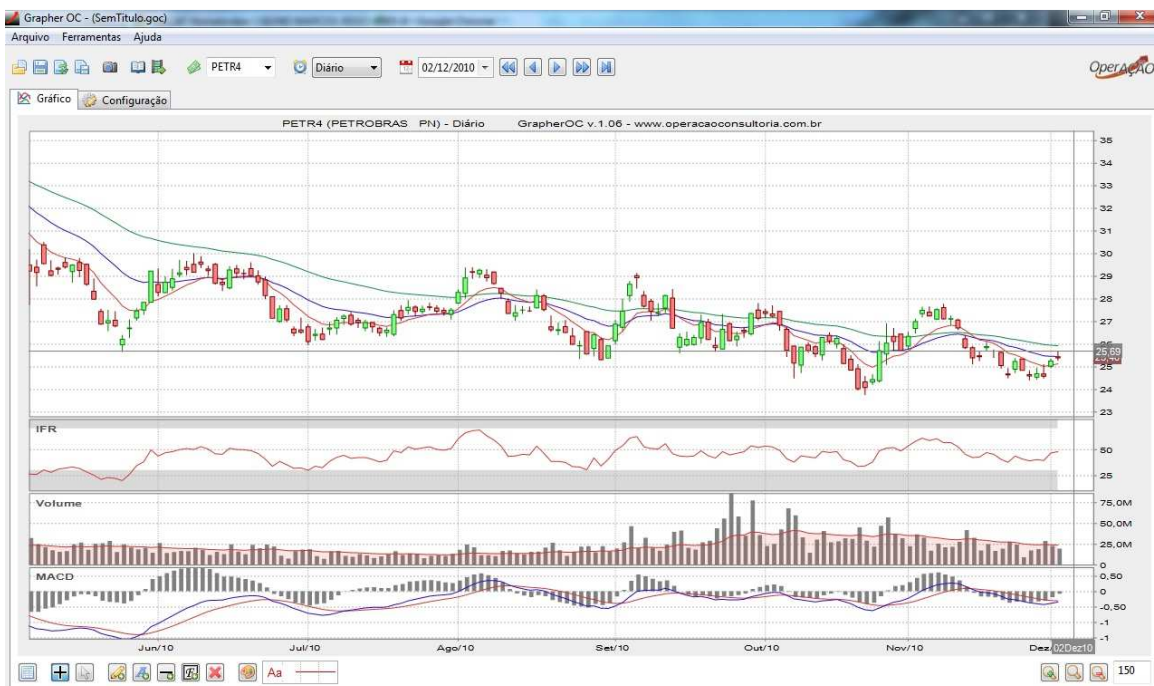 Grapher OC - (SemTitulo.goc)
Arquivo Ferramentas Ajuda
PETR4 Diário 02/12/2010
OperAÇÃO
Gráfico Configuração
PETR4 (PETROBRAS PN) - Diário GrapherOC v.1.06 - www.operacaoconsultoria.com.br
35
34
33
32
31
30
29
28
27
25,69
25
24
23
IFR
50
25
Volume
75,0M
50,0M
25,0M
0
MACD
0,50
0
-0,50
-1
-1
Jun/10 Jul/10 Ago/10 Set/10 Out/10 Nov/10 Dez 02Dez10
Aa 150